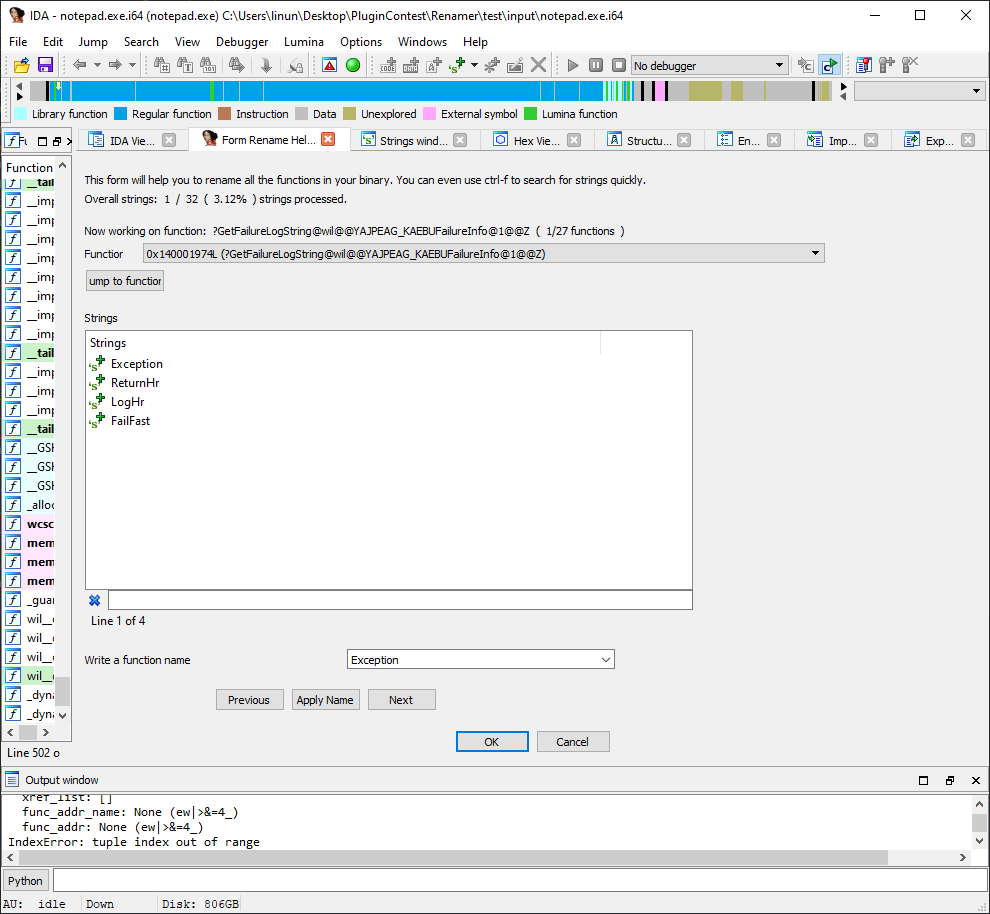 IDA - notepad.exe.i64 (notepad.exe) C:\Users\linun\Desktop\PluginContest\Renamer\test\input\notepad.exe.i64
File Edit Jump Search View Debugger Lumina Options Windows Help
No debugger
Library function Regular function Instruction Data Unexplored External symbol Lumina function
Fu IDA Vie... Form Rename Hel... Strings wind... Hex Vie... Structu... En... Imp... Exp...
Function
__tail
__imp
__imp
__imp
__imp
__imp
__imp
__imp
__imp
__tail
__imp
__imp
__imp
__tail
__GSH
__GSH
__GSH
_alloc
wcsc
mem
mem
mem
_guar
wil__
wil__
wil__
wil__
_dyna
_dyna
Line 502 o
This form will help you to rename all the functions in your binary. You can even use ctrl-f to search for strings quickly.
Overall strings: 1 / 32 ( 3.12% ) strings processed.
Now working on function: ?GetFailureLogString@wil@@YAJPEAG_KAEBUFailureInfo@1@@Z ( 1/27 functions )
Functior 0x140001974L (?GetFailureLogString@wil@@YAJPEAG_KAEBUFailureInfo@1@@Z)
ump to function
Strings
Strings
Exception
ReturnHr
LogHr
FailFast
Line 1 of 4
Write a function name Exception
Previous Apply Name Next
OK Cancel
Output window
xref_list: []
func_addr_name: None (ew|>&=4_)
func_addr: None (ew|>&=4_)
IndexError: tuple index out of range
Python
AU: idle Down Disk: 806GB